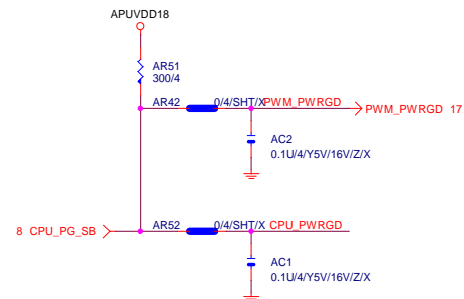 APUVDD18
AR51
300/4
AR42 0/4/SHT/X PWM_PWRGD PWM_PWRGD 17
AC2
0.1U/4/Y5V/16V/Z/X
8 CPU_PG_SB AR52 0/4/SHT/X CPU_PWRGD
AC1
0.1U/4/Y5V/16V/Z/X